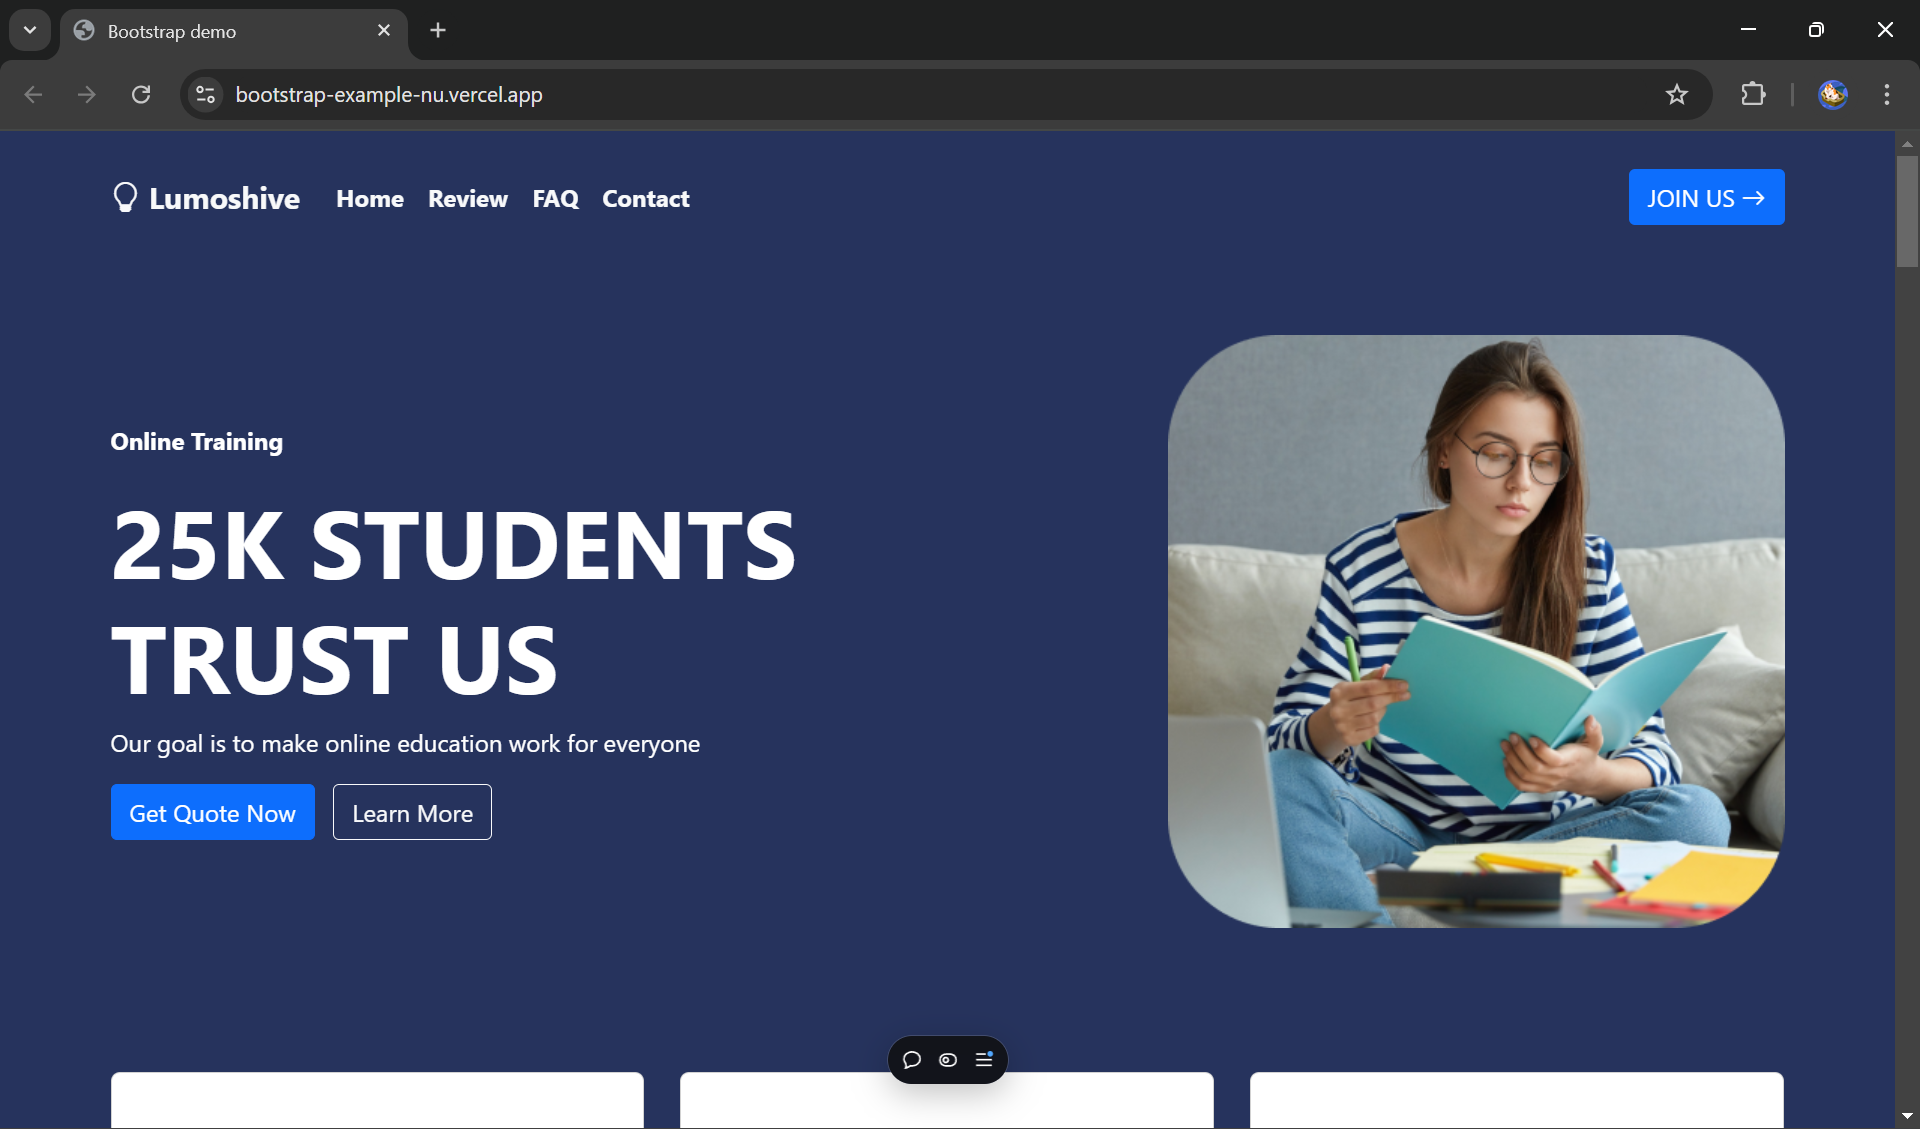 Bootstrap demo
bootstrap-example-nu.vercel.app
Lumoshive Home Review FAQ Contact JOIN US →
Online Training
25K STUDENTS
TRUST US
Our goal is to make online education work for everyone
Get Quote Now Learn More